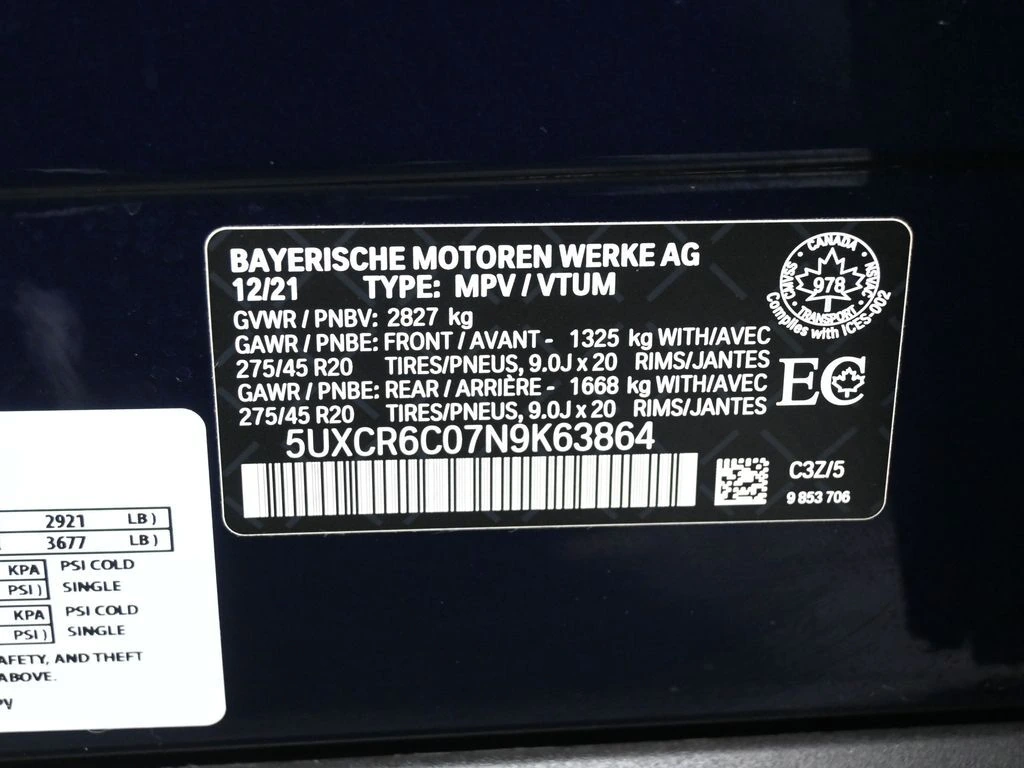 BAYERISCHE MOTOREN WERKE AG
12/21 TYPE: MPV / VTUM
GVWR / PNBV: 2827 kg
GAWR / PNBE: FRONT / AVANT - 1325 kg WITH/AVEC
275/45 R20 TIRES/PNEUS, 9.0J x 20 RIMS/JANTES
GAWR / PNBE: REAR / ARRIÈRE - 1668 kg WITH/AVEC
275/45 R20 TIRES/PNEUS, 9.0J x 20 RIMS/JANTES
5UXCR6C07N9K63864
CANADA
978
TRANSPORT
Complies with ICES-002
EC
C3Z/5
9 853 706
2921 LB)
3677 LB)
KPA PSI COLD
PSI) SINGLE
KPA PSI COLD
PSI) SINGLE
AFETY, AND THEFT
ABOVE.
PV